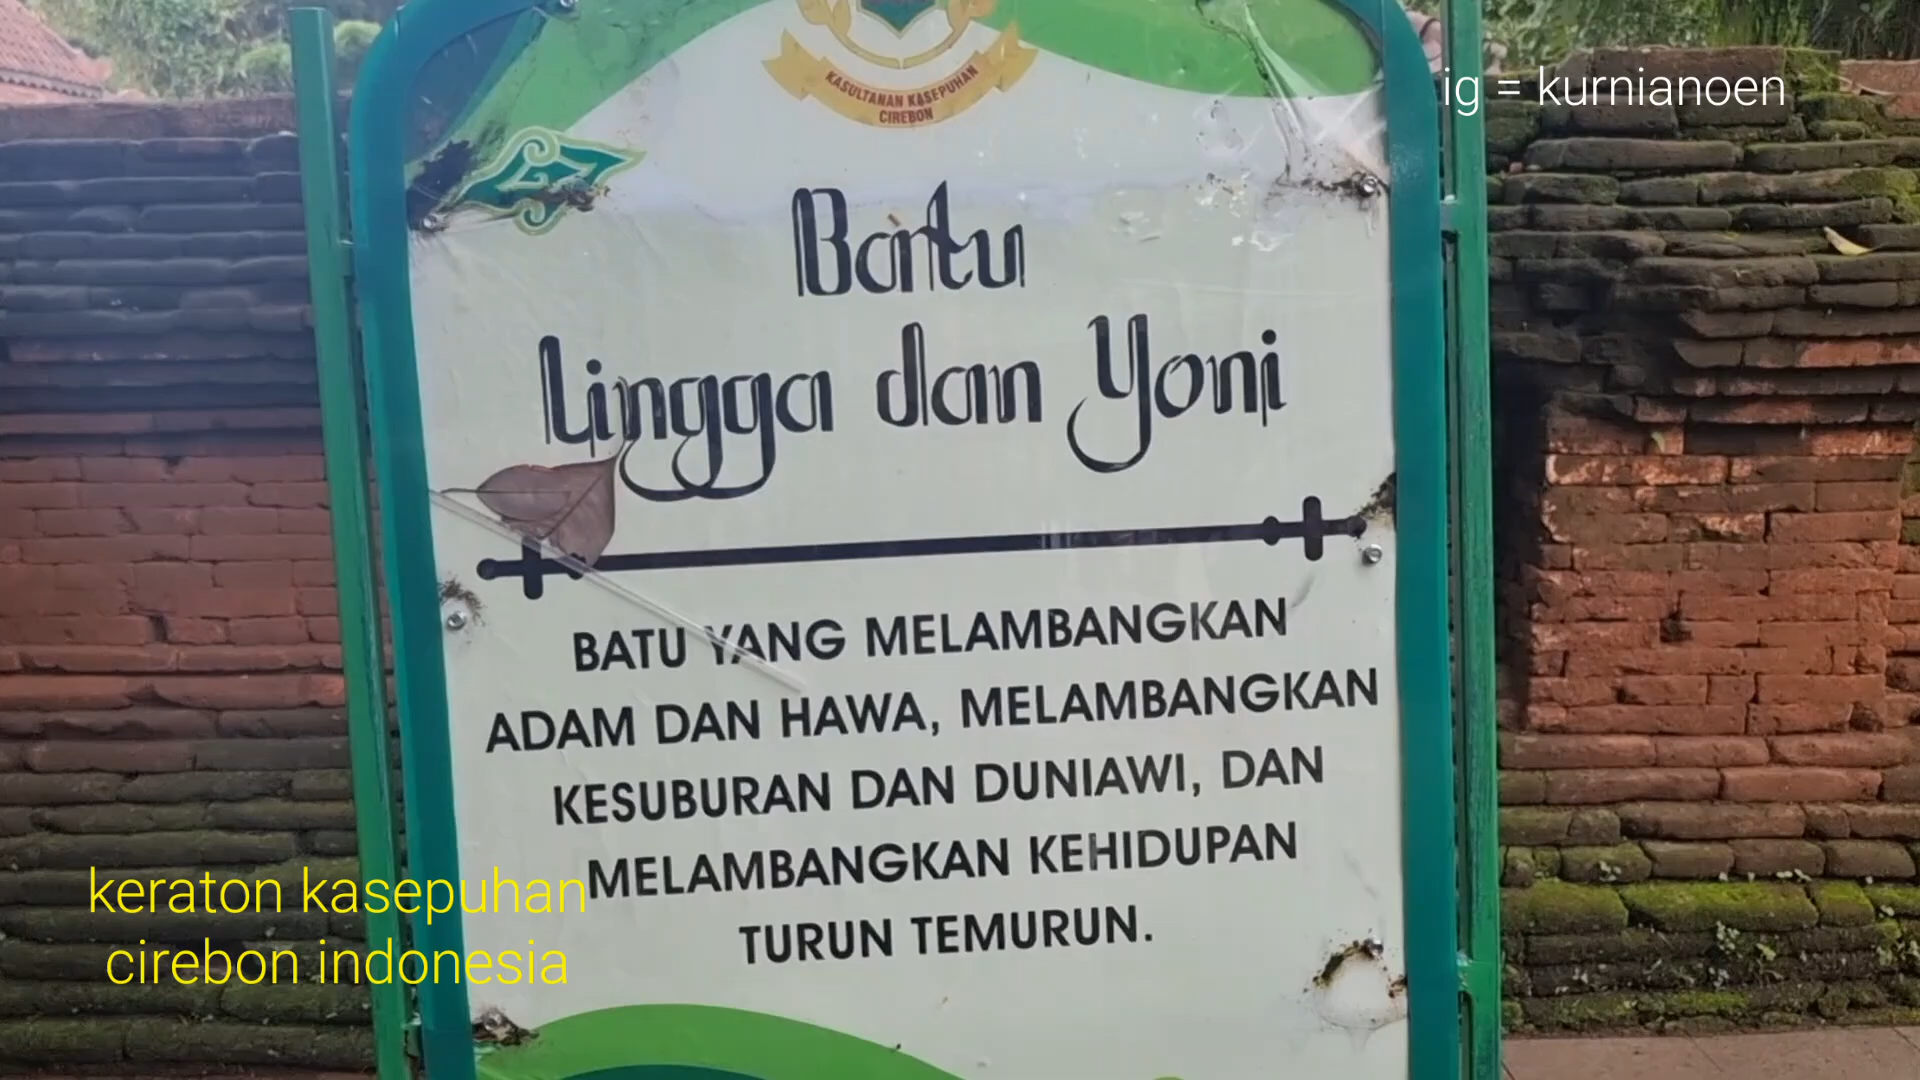 KASULTANAN KASEPUHAN
CIREBON
ig = kurnianoen
Batu
Lingga dan Yoni
BATU YANG MELAMBANGKAN
ADAM DAN HAWA, MELAMBANGKAN
KESUBURAN DAN DUNIAWI, DAN
MELAMBANGKAN KEHIDUPAN
TURUN TEMURUN.
keraton kasepuhan
cirebon indonesia